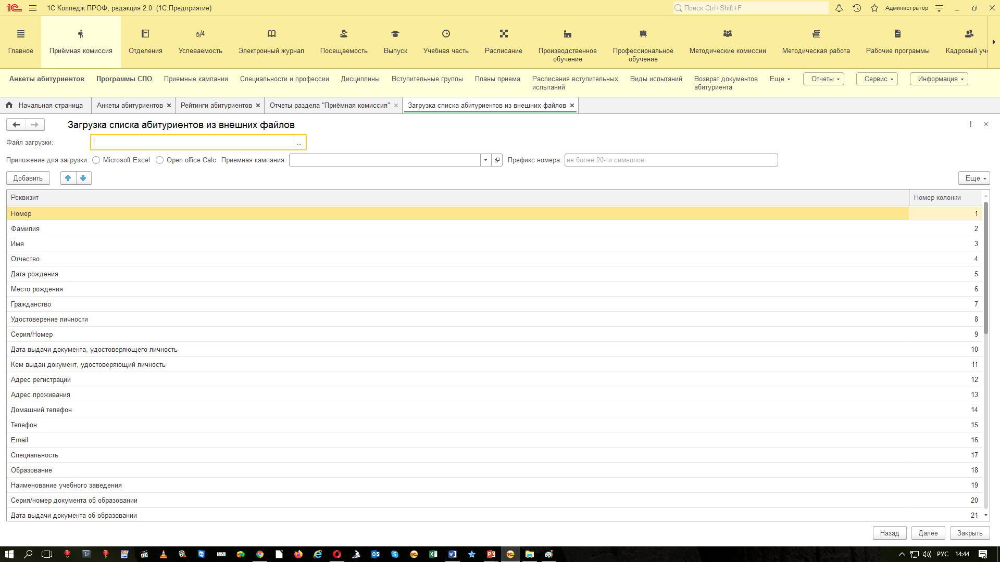 1С Колледж ПРОФ, редакция 2.0 (1С:Предприятие)
Поиск Ctrl+Shift+F
Администратор
Главное
Приёмная комиссия
Отделения
5/4
Успеваемость
Электронный журнал
Посещаемость
Выпуск
Учебная часть
Расписание
Производственное
обучение
Профессиональное
обучение
Методические комиссии
Методическая работа
Рабочие программы
Кадровый уч
Анкеты абитуриентов
Программы СПО
Приемные кампании
Специальности и профессии
Дисциплины
Вступительные группы
Планы приема
Расписания вступительных
испытаний
Виды испытаний
Возврат документов
абитуриента
Еще
Отчеты
Сервис
Информация
Начальная страница
Анкеты абитуриентов
Рейтинги абитуриентов
Отчеты раздела "Приёмная комиссия"
Загрузка списка абитуриентов из внешних файлов
Загрузка списка абитуриентов из внешних файлов
Файл загрузки:
...
Приложение для загрузки: Microsoft Excel Open office Calc Приемная кампания: Префикс номера: не более 20-ти символов
Добавить
Еще
Реквизит Номер колонки
Номер 1
Фамилия 2
Имя 3
Отчество 4
Дата рождения 5
Место рождения 6
Гражданство 7
Удостоверение личности 8
Серия/Номер 9
Дата выдачи документа, удостоверяющего личность 10
Кем выдан документ, удостоверяющий личность 11
Адрес регистрации 12
Адрес проживания 13
Домашний телефон 14
Телефон 15
Email 16
Специальность 17
Образование 18
Наименование учебного заведения 19
Серия/номер документа об образовании 20
Дата выдачи документа об образовании 21
Назад
Далее
Закрыть
РУС
14:44